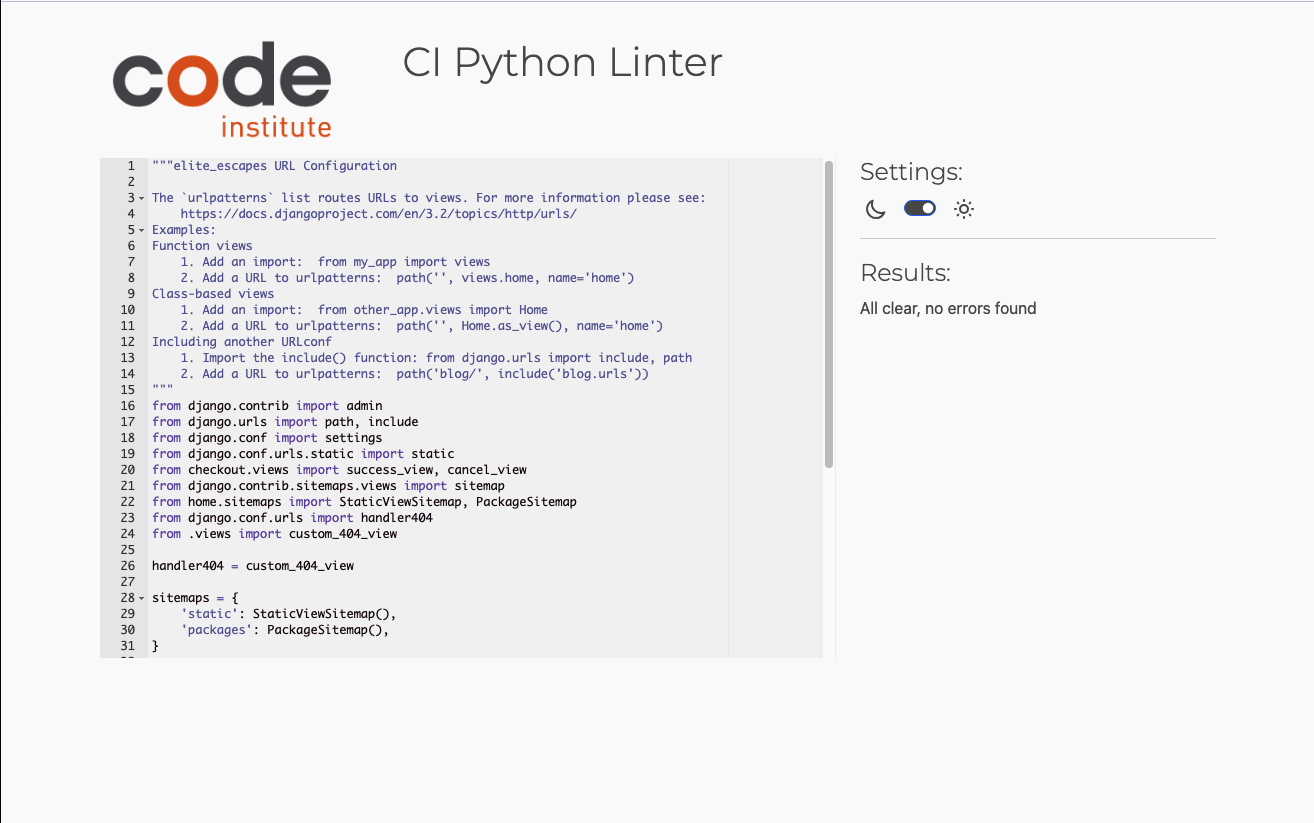 code
institute
CI Python Linter
1 """elite_escapes URL Configuration
2
3 The `urlpatterns` list routes URLs to views. For more information please see:
4     https://docs.djangoproject.com/en/3.2/topics/http/urls/
5 Examples:
6 Function views
7     1. Add an import:  from my_app import views
8     2. Add a URL to urlpatterns:  path('', views.home, name='home')
9 Class-based views
10     1. Add an import:  from other_app.views import Home
11     2. Add a URL to urlpatterns:  path('', Home.as_view(), name='home')
12 Including another URLconf
13     1. Import the include() function: from django.urls import include, path
14     2. Add a URL to urlpatterns:  path('blog/', include('blog.urls'))
15 """
16 from django.contrib import admin
17 from django.urls import path, include
18 from django.conf import settings
19 from django.conf.urls.static import static
20 from checkout.views import success_view, cancel_view
21 from django.contrib.sitemaps.views import sitemap
22 from home.sitemaps import StaticViewSitemap, PackageSitemap
23 from django.conf.urls import handler404
24 from .views import custom_404_view
25
26 handler404 = custom_404_view
27
28 sitemaps = {
29     'static': StaticViewSitemap(),
30     'packages': PackageSitemap(),
31 }
Settings:
Results:
All clear, no errors found